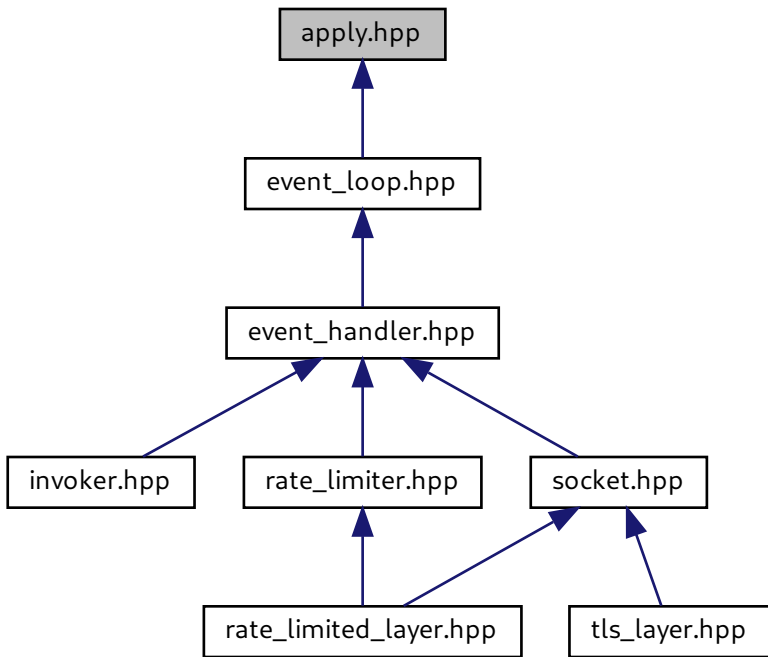 apply.hpp
event_loop.hpp
event_handler.hpp
invoker.hpp
rate_limiter.hpp
socket.hpp
rate_limited_layer.hpp
tls_layer.hpp